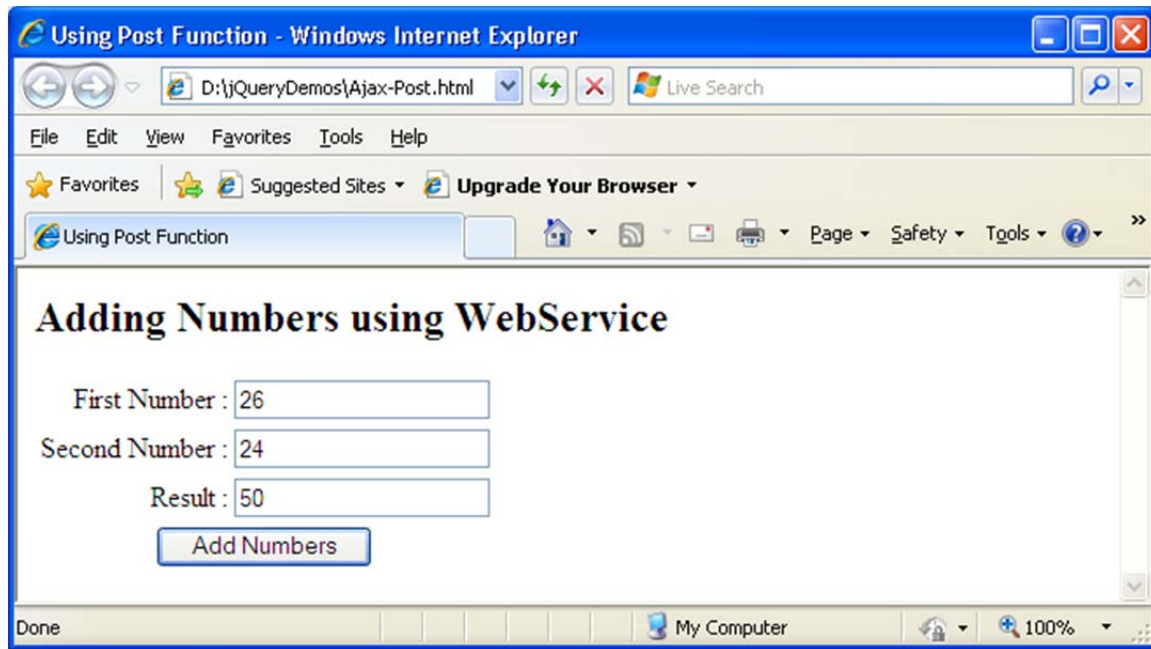 Using Post Function - Windows Internet Explorer
D:\jQueryDemos\Ajax-Post.html
Live Search
File Edit View Favorites Tools Help
Favorites Suggested Sites Upgrade Your Browser
Using Post Function Page Safety Tools »
Adding Numbers using WebService
First Number : 26
Second Number : 24
Result : 50
Add Numbers
Done My Computer 100%